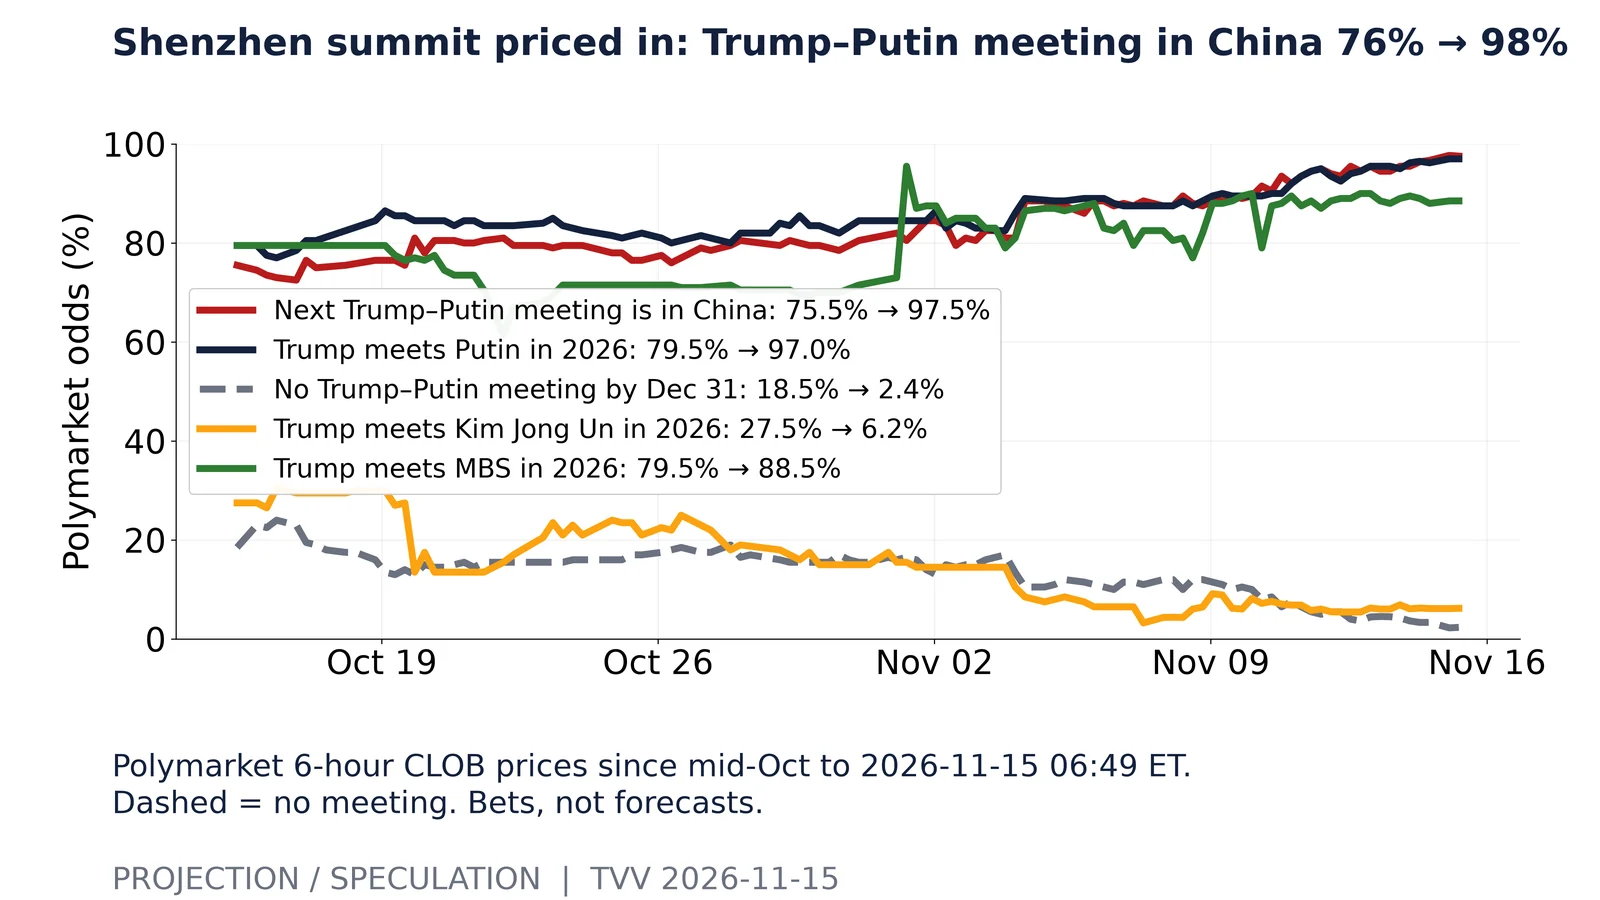 Shenzhen summit priced in: Trump–Putin meeting in China 76% → 98%
Polymarket odds (%)
100
80
60
40
20
0
Next Trump–Putin meeting is in China: 75.5% → 97.5%
Trump meets Putin in 2026: 79.5% → 97.0%
No Trump–Putin meeting by Dec 31: 18.5% → 2.4%
Trump meets Kim Jong Un in 2026: 27.5% → 6.2%
Trump meets MBS in 2026: 79.5% → 88.5%
Oct 19 Oct 26 Nov 02 Nov 09 Nov 16
Polymarket 6-hour CLOB prices since mid-Oct to 2026-11-15 06:49 ET.
Dashed = no meeting. Bets, not forecasts.
PROJECTION / SPECULATION | TVV 2026-11-15